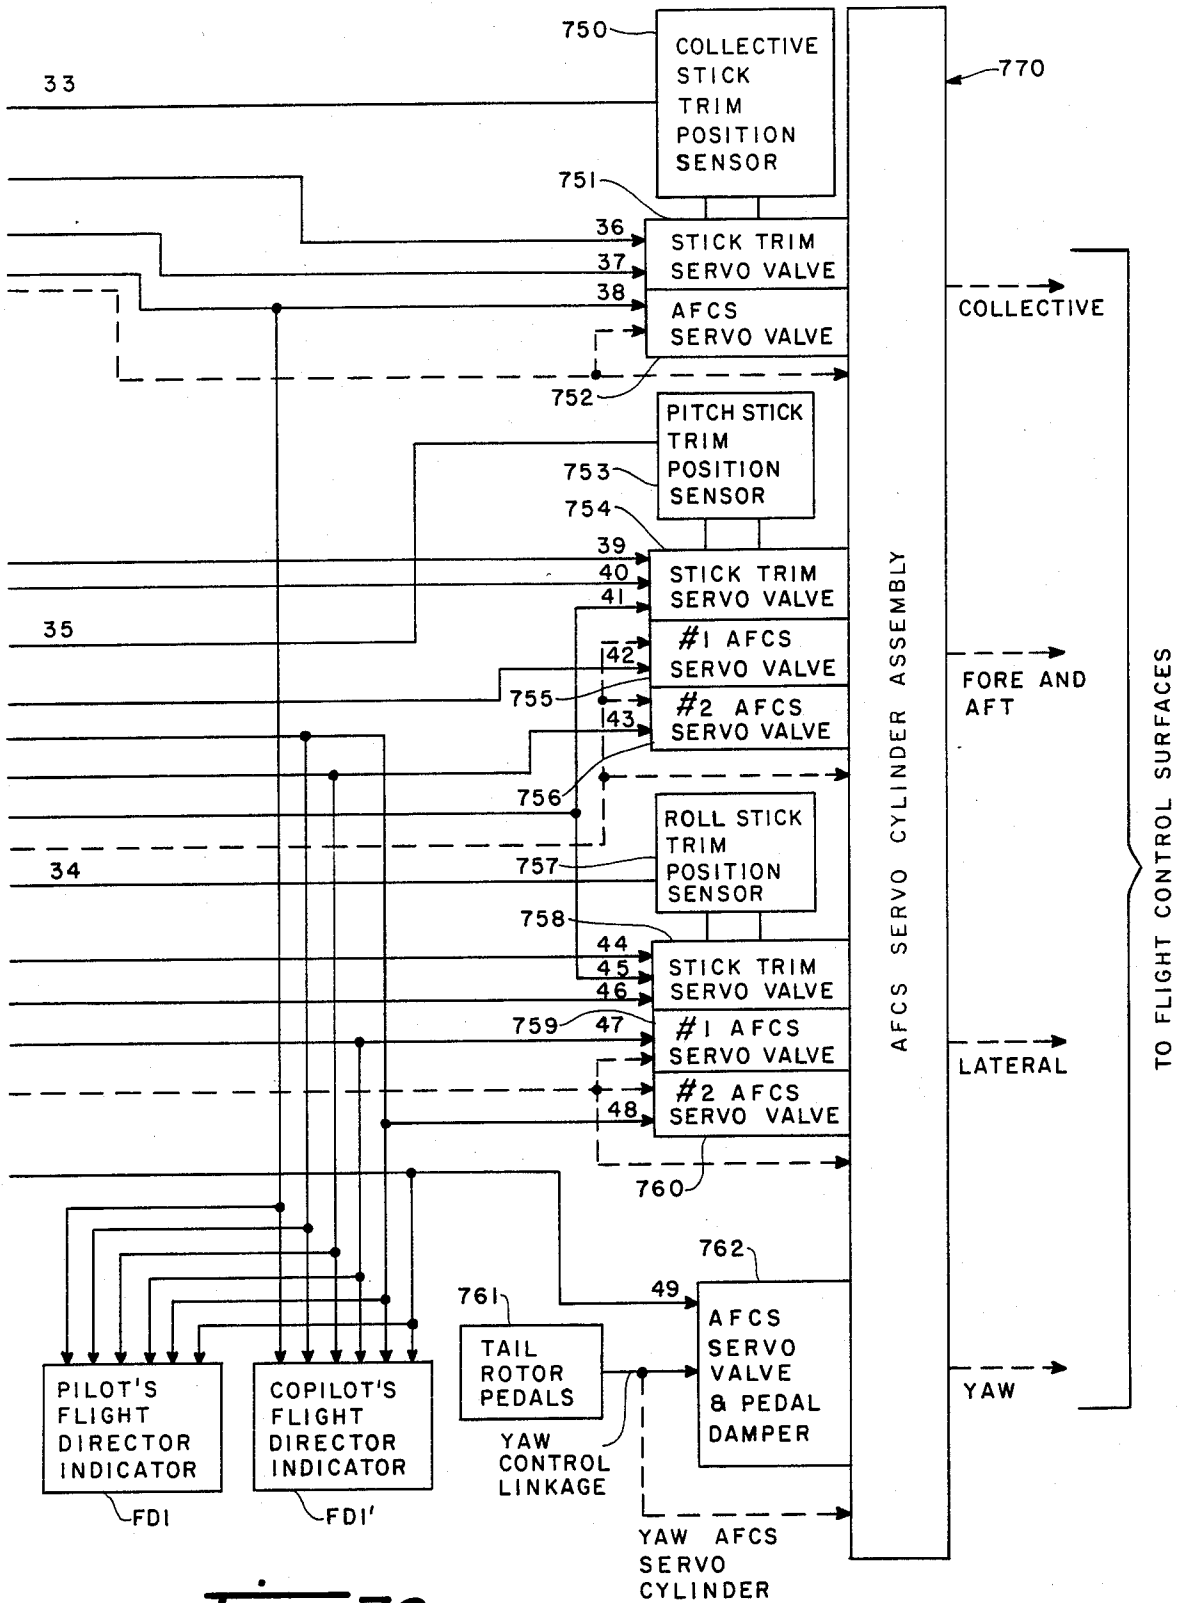 750
COLLECTIVE
STICK
TRIM
POSITION
SENSOR
33
770
751
36
STICK TRIM
37
SERVO VALVE
38
AFCS
SERVO VALVE
COLLECTIVE
752
PITCH STICK
TRIM
753
POSITION
SENSOR
754
39
40
STICK TRIM
41
SERVO VALVE
35
#1 AFCS
42
SERVO VALVE
755
#2 AFCS
43
SERVO VALVE
FORE AND
AFT
756
ROLL STICK
TRIM
757
POSITION
SENSOR
34
758
44
45
STICK TRIM
46
SERVO VALVE
759
47
#1 AFCS
SERVO VALVE
LATERAL
#2 AFCS
48
SERVO VALVE
760
AFCS SERVO CYLINDER ASSEMBLY
TO FLIGHT CONTROL SURFACES
762
761
49
AFCS
SERVO
VALVE
& PEDAL
DAMPER
TAIL
ROTOR
PEDALS
YAW
PILOT'S
FLIGHT
DIRECTOR
INDICATOR
COPILOT'S
FLIGHT
DIRECTOR
INDICATOR
YAW
CONTROL
LINKAGE
FDI
FDI'
YAW AFCS
SERVO
CYLINDER